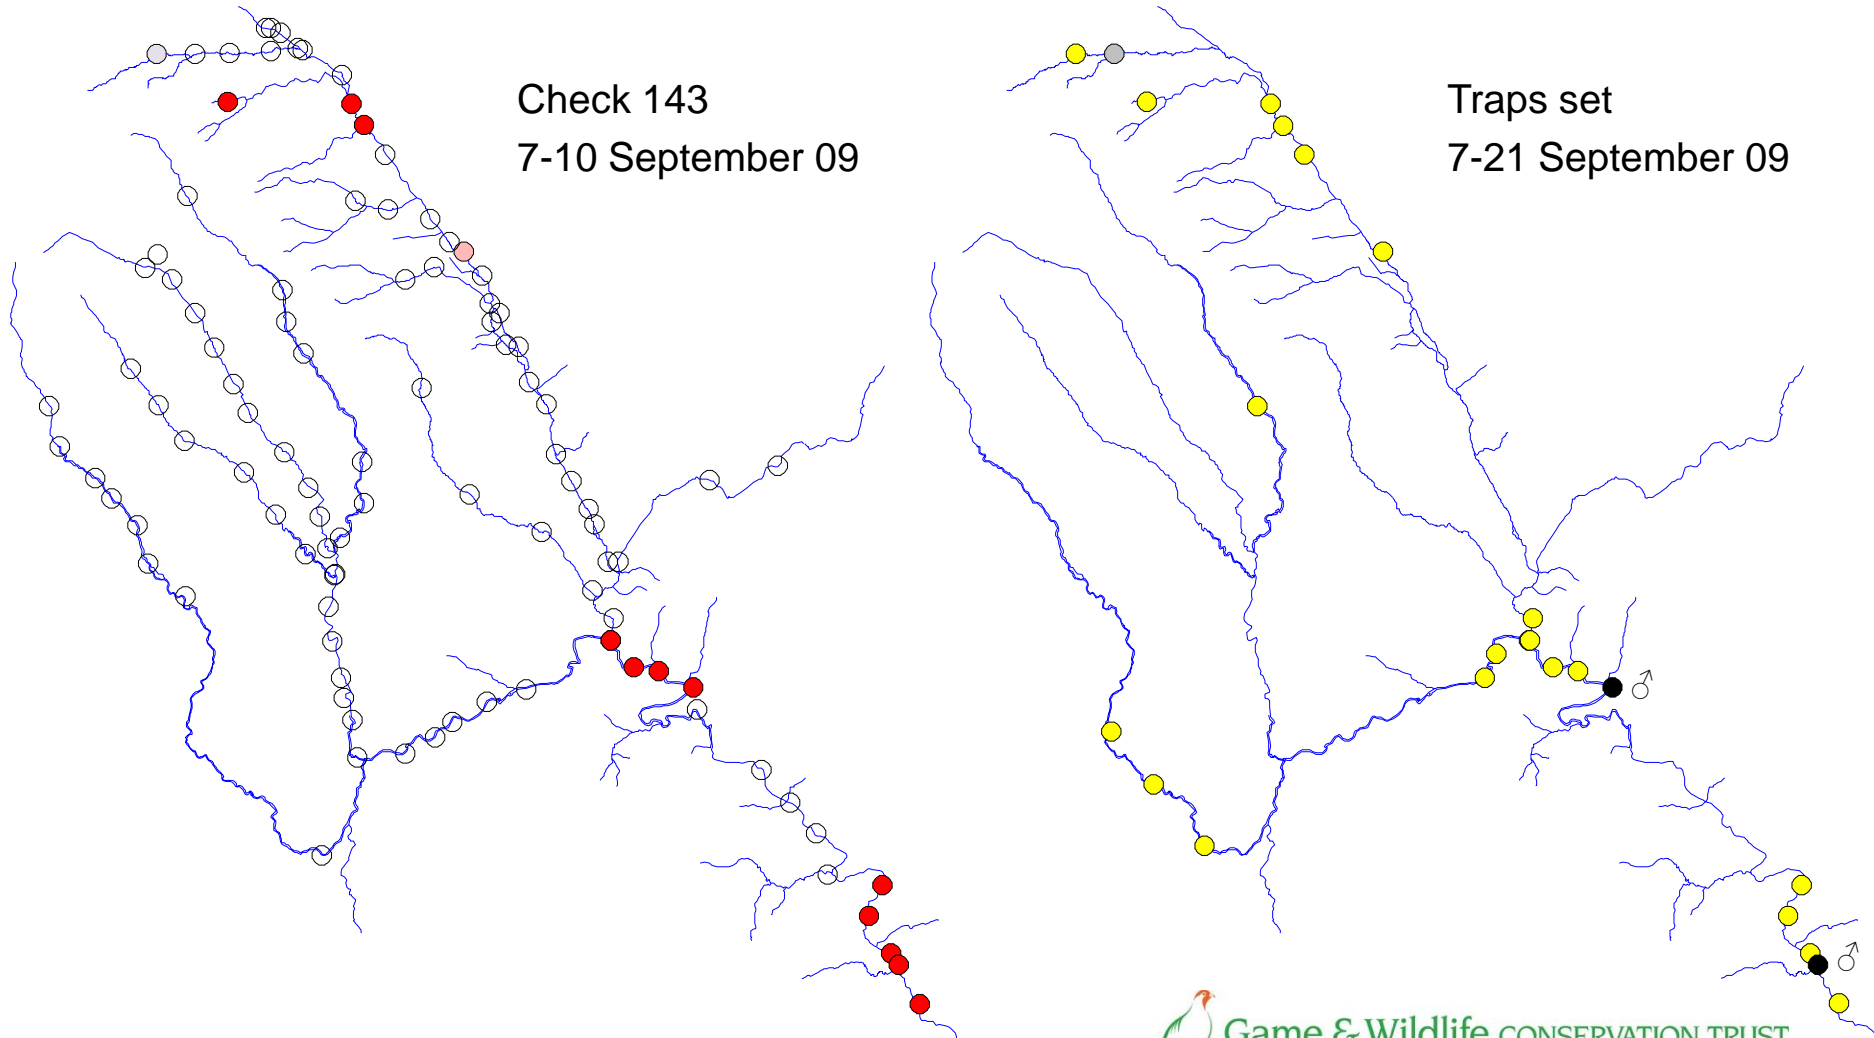 Check 143
7-10 September 09
Traps set
7-21 September 09
♂
♂
Game & Wildlife CONSERVATION TRUST